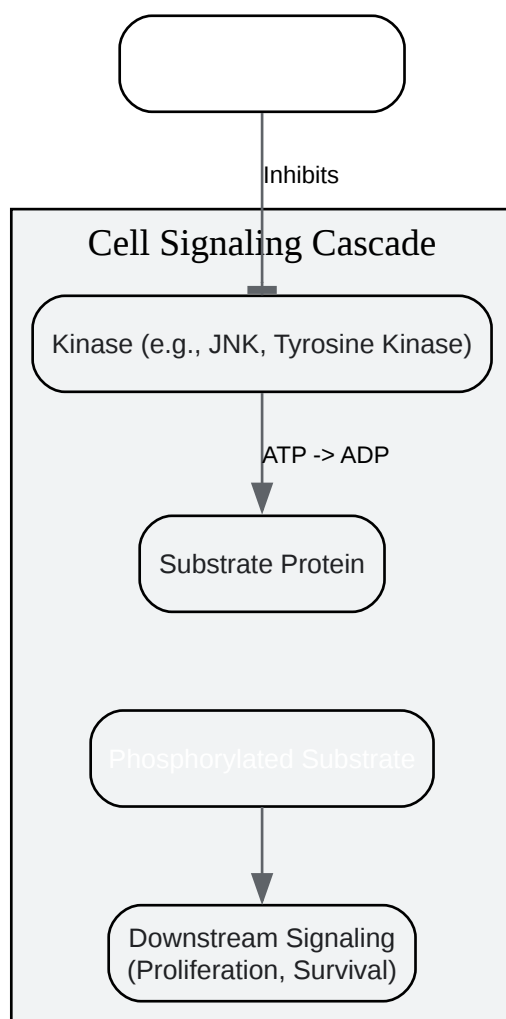 Inhibits
Cell Signaling Cascade
Kinase (e.g., JNK, Tyrosine Kinase)
ATP -> ADP
Substrate Protein
Phosphorylated Substrate
Downstream Signaling
(Proliferation, Survival)